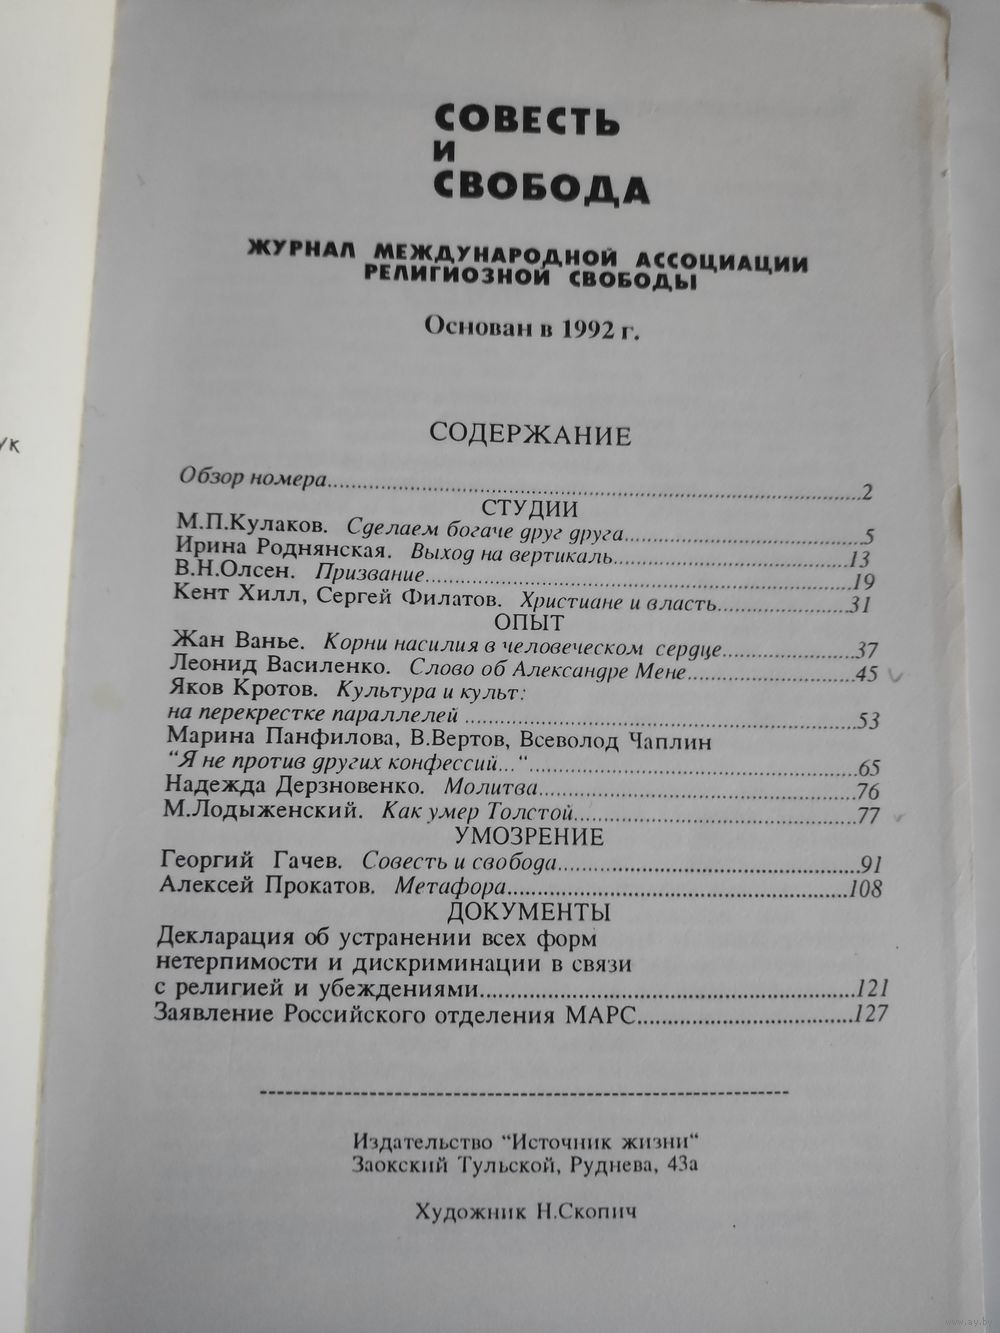 СОВЕСТЬ
И
СВОБОДА
ЖУРНАЛ МЕЖДУНАРОДНОЙ АССОЦИАЦИИ
РЕЛИГИОЗНОЙ СВОБОДЫ
Основан в 1992 г.
СОДЕРЖАНИЕ
Обзор номера........2
СТУДИИ
М.П.Кулаков. Сделаем богаче друг друга........5
Ирина Роднянская. Выход на вертикаль........13
В.Н.Олсен. Призвание........19
Кент Хилл, Сергей Филатов. Христиане и власть........31
ОПЫТ
Жан Ванье. Корни насилия в человеческом сердце........37
Леонид Василенко. Слово об Александре Мене........45
Яков Кротов. Культура и культ:
на перекрестке параллелей ........53
Марина Панфилова, В.Вертов, Всеволод Чаплин
"Я не против других конфессий..."........65
Надежда Дерзновенко. Молитва........76
М.Лодыженский. Как умер Толстой........77
УМОЗРЕНИЕ
Георгий Гачев. Совесть и свобода........91
Алексей Прокатов. Метафора........108
ДОКУМЕНТЫ
Декларация об устранении всех форм
нетерпимости и дискриминации в связи
с религией и убеждениями........121
Заявление Российского отделения МАРС........127
Издательство "Источник жизни"
Заокский Тульской, Руднева, 43а
Художник Н.Скопич
www.ay.by